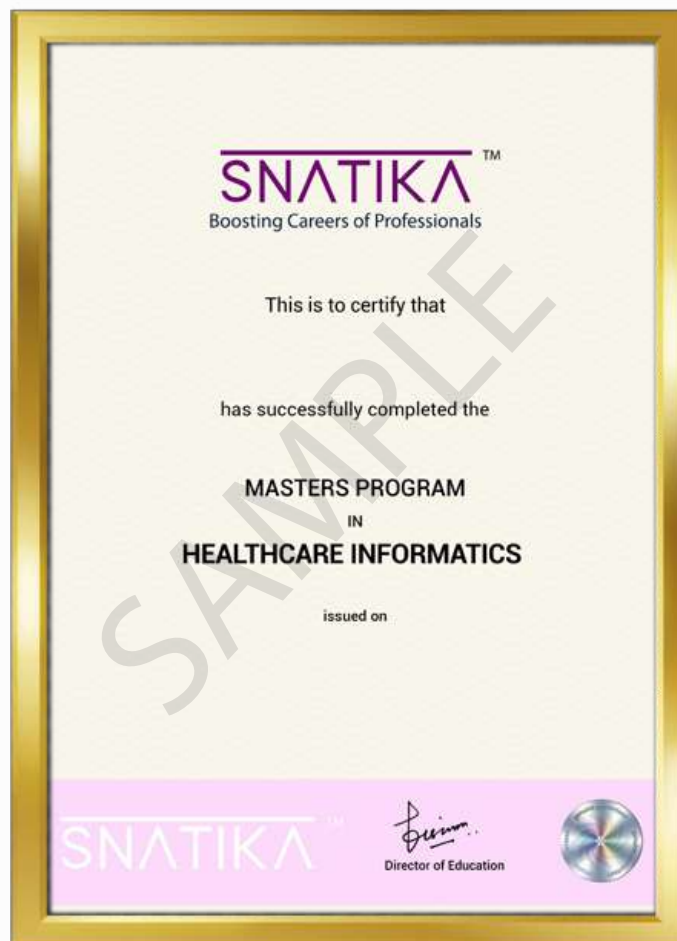 SNATIKA TM
Boosting Careers of Professionals
This is to certify that
has successfully completed the
MASTERS PROGRAM
IN
HEALTHCARE INFORMATICS
issued on
SAMPLE
SNATIKA TM
Director of Education